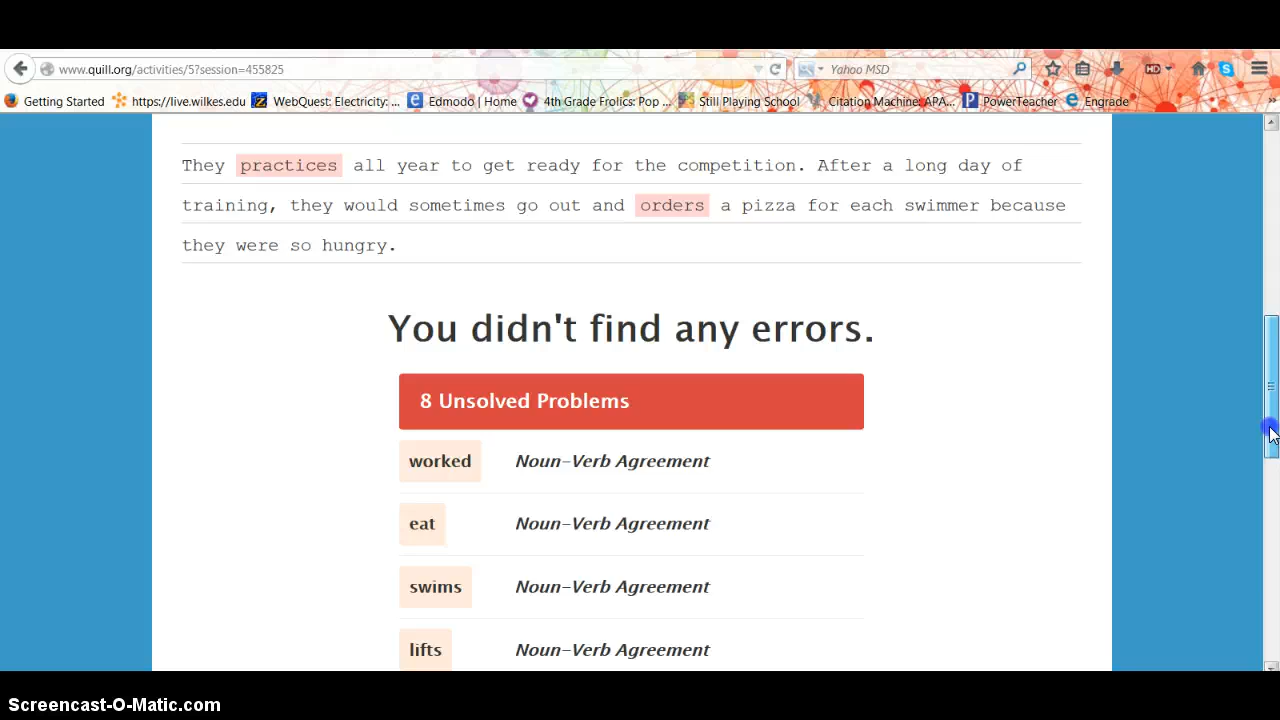 www.quill.org/activities/5?session=455825
Yahoo MSD
HD
S
Getting Started
https://live.wilkes.edu
WebQuest: Electricity: ...
Edmodo | Home
4th Grade Frolics: Pop ...
Still Playing School
Citation Machine: APA...
PowerTeacher
Engrade
They practices all year to get ready for the competition. After a long day of
training, they would sometimes go out and orders a pizza for each swimmer because
they were so hungry.
You didn't find any errors.
8 Unsolved Problems
worked Noun-Verb Agreement
eat Noun-Verb Agreement
swims Noun-Verb Agreement
lifts Noun-Verb Agreement
Screencast-O-Matic.com